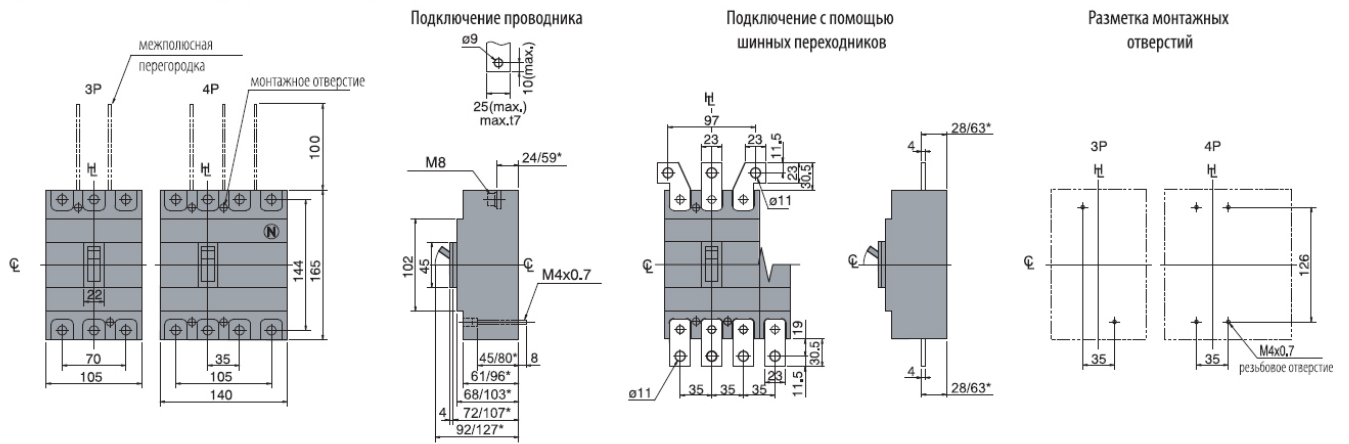 межполюсная
перегородка
3P
4P
монтажное отверстие
100
N
22
144
165
70
35
105
105
140
Подключение проводника
ø9
10(max.)
25(max.)
max.t7
M8
24/59*
102
45
M4x0.7
45/80*
8
61/96*
68/103*
4
72/107*
92/127*
Подключение с помощью
шинных переходников
97
23
23
11.5
23
30.5
ø11
19
30.5
23
11.5
ø11
35
35
35
28/63*
4
4
28/63*
Разметка монтажных
отверстий
3P
4P
126
35
35
M4x0.7
резьбовое отверстие